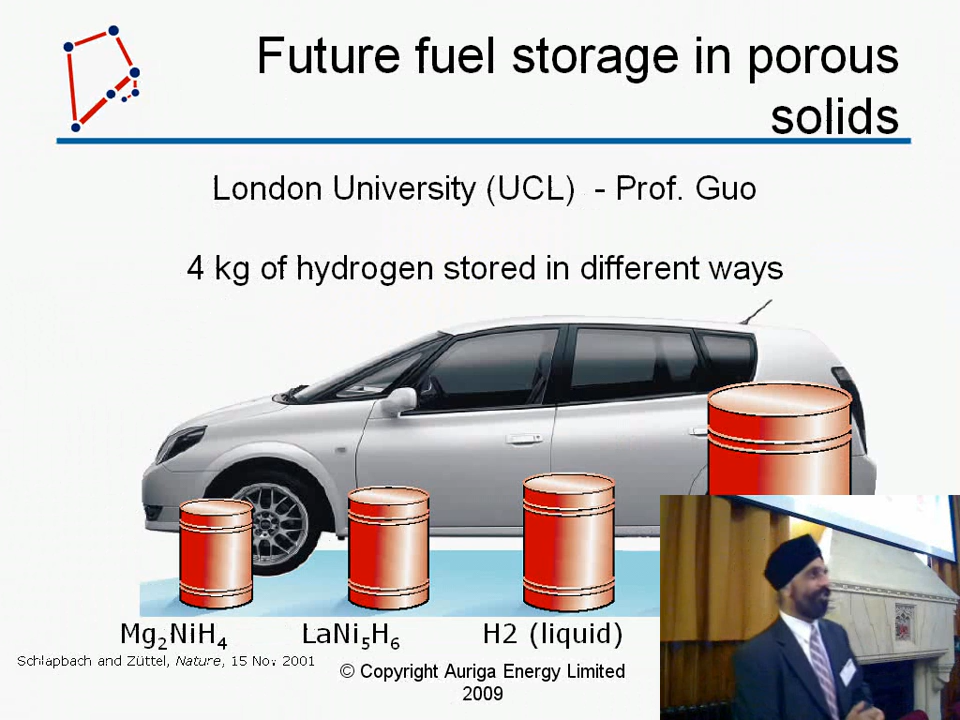 Future fuel storage in porous
solids
London University (UCL) - Prof. Guo
4 kg of hydrogen stored in different ways
Mg₂NiH₄ LaNi₅H₆ H2 (liquid)
Schlapbach and Züttel, Nature, 15 Nov 2001
© Copyright Auriga Energy Limited
2009